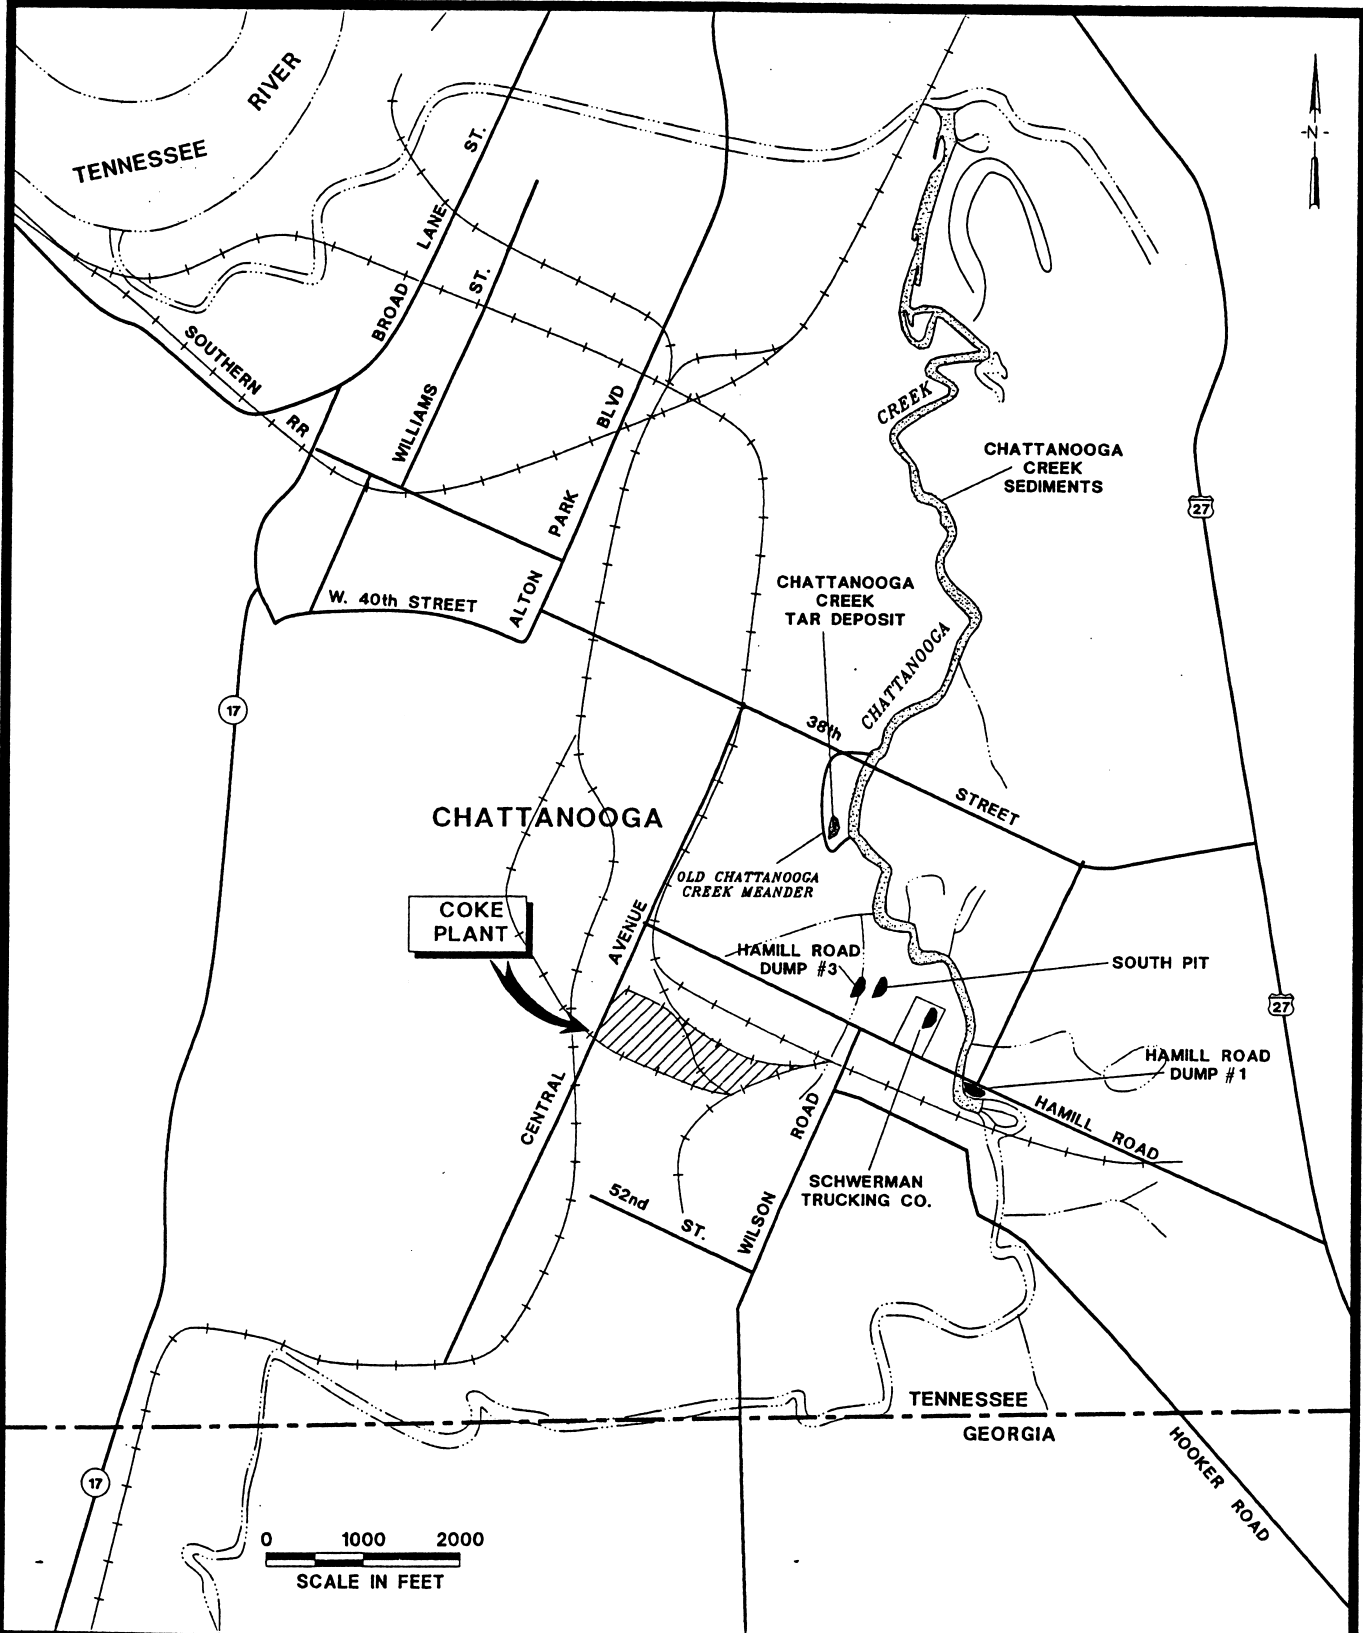 RIVER
TENNESSEE
-N-
ST.
LANE
BROAD
ST.
WILLIAMS
SOUTHERN
RR
BLVD
PARK
ALTON
W. 40th STREET
CREEK
CHATTANOOGA
CREEK
SEDIMENTS
27
CHATTANOOGA
CREEK
TAR DEPOSIT
CHATTANOOGA
17
38th
STREET
CHATTANOOGA
OLD CHATTANOOGA
CREEK MEANDER
COKE
PLANT
AVENUE
CENTRAL
HAMILL ROAD
DUMP #3
SOUTH PIT
27
HAMILL ROAD
DUMP #1
HAMILL ROAD
ROAD
WILSON
SCHWERMAN
TRUCKING CO.
52nd
ST.
TENNESSEE
GEORGIA
HOOKER ROAD
17
0 1000 2000
SCALE IN FEET